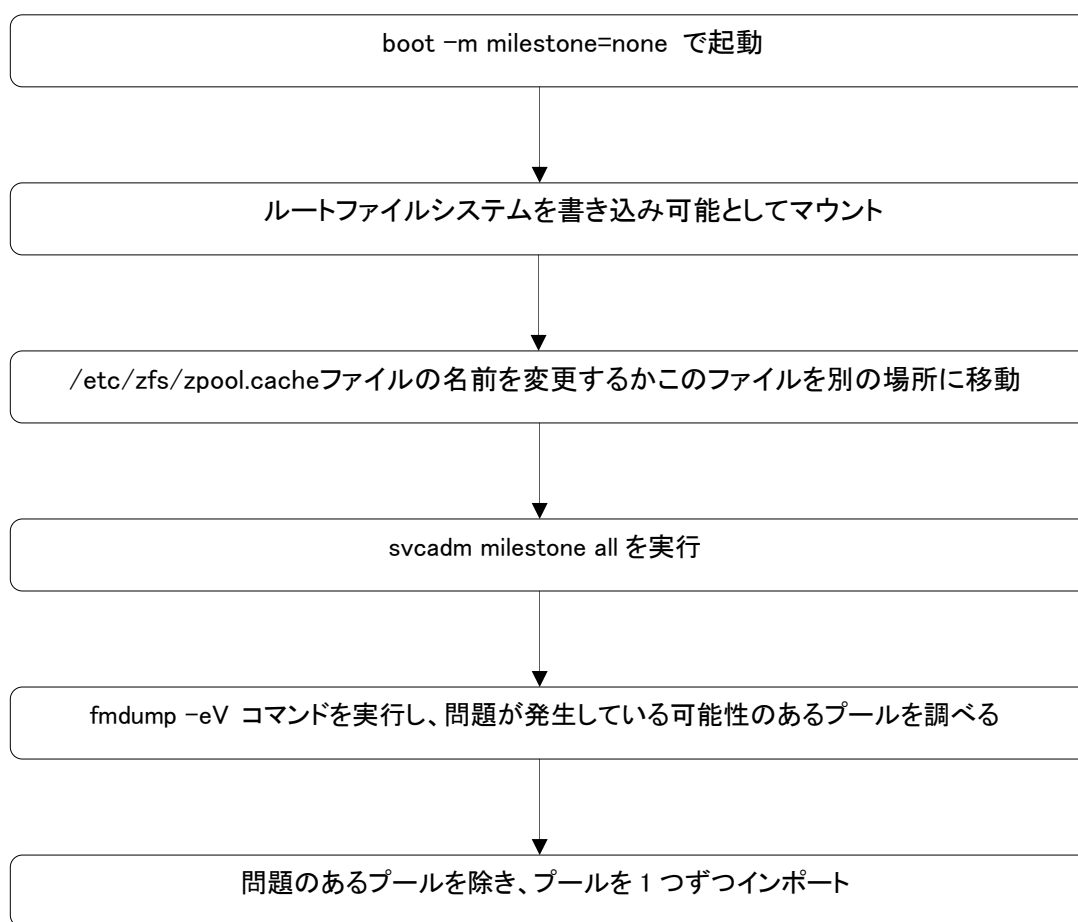 boot -m milestone=none で起動
ルートファイルシステムを書き込み可能としてマウント
/etc/zfs/zpool.cacheファイルの名前を変更するかこのファイルを別の場所に移動
svcadm milestone all を実行
fmdump -eV コマンドを実行し、問題が発生している可能性のあるプールを調べる
問題のあるプールを除き、プールを 1 つずつインポート